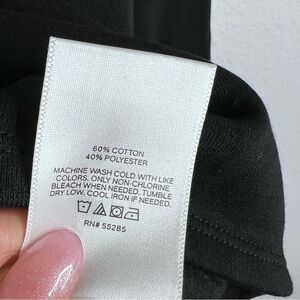 60% COTTON
40% POLYESTER
MACHINE WASH COLD WITH LIKE
COLORS. ONLY NON-CHLORINE
BLEACH WHEN NEEDED. TUMBLE
DRY LOW. COOL IRON IF NEEDED.
RN# 55285